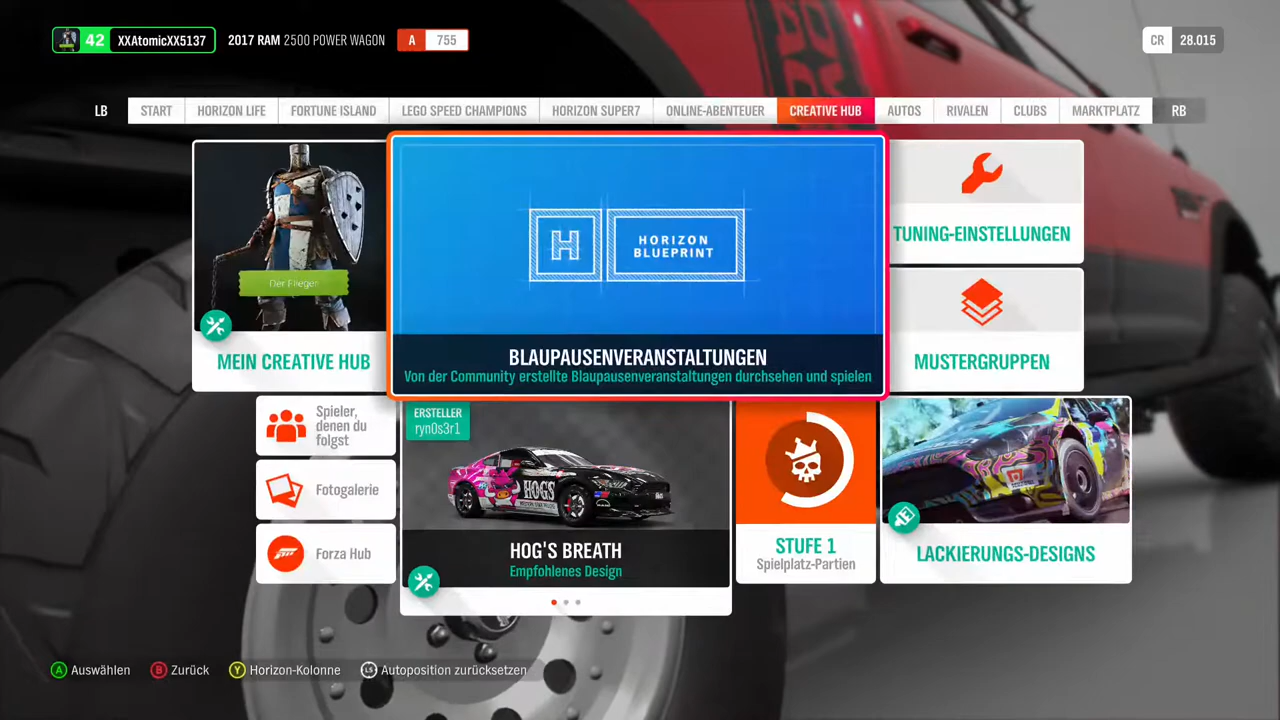 42 XXAtomicXX5137 2017 RAM 2500 POWER WAGON A 755 CR 28.015
LB START HORIZON LIFE FORTUNE ISLAND LEGO SPEED CHAMPIONS HORIZON SUPER7 ONLINE-ABENTEUER CREATIVE HUB AUTOS RIVALEN CLUBS MARKTPLATZ RB
Der Flieger
MEIN CREATIVE HUB
H HORIZON
BLUEPRINT
BLAUPAUSENVERANSTALTUNGEN
Von der Community erstellte Blaupausenveranstaltungen durchsehen und spielen
TUNING-EINSTELLUNGEN
MUSTERGRUPPEN
Spieler,
denen du
folgst
Fotogalerie
Forza Hub
ERSTELLER
ryn0s3r1
HOGS
HOG'S BREATH
Empfohlenes Design
STUFE 1
Spielplatz-Partien
LACKIERUNGS-DESIGNS
A Auswählen B Zurück Y Horizon-Kolonne LS Autoposition zurücksetzen